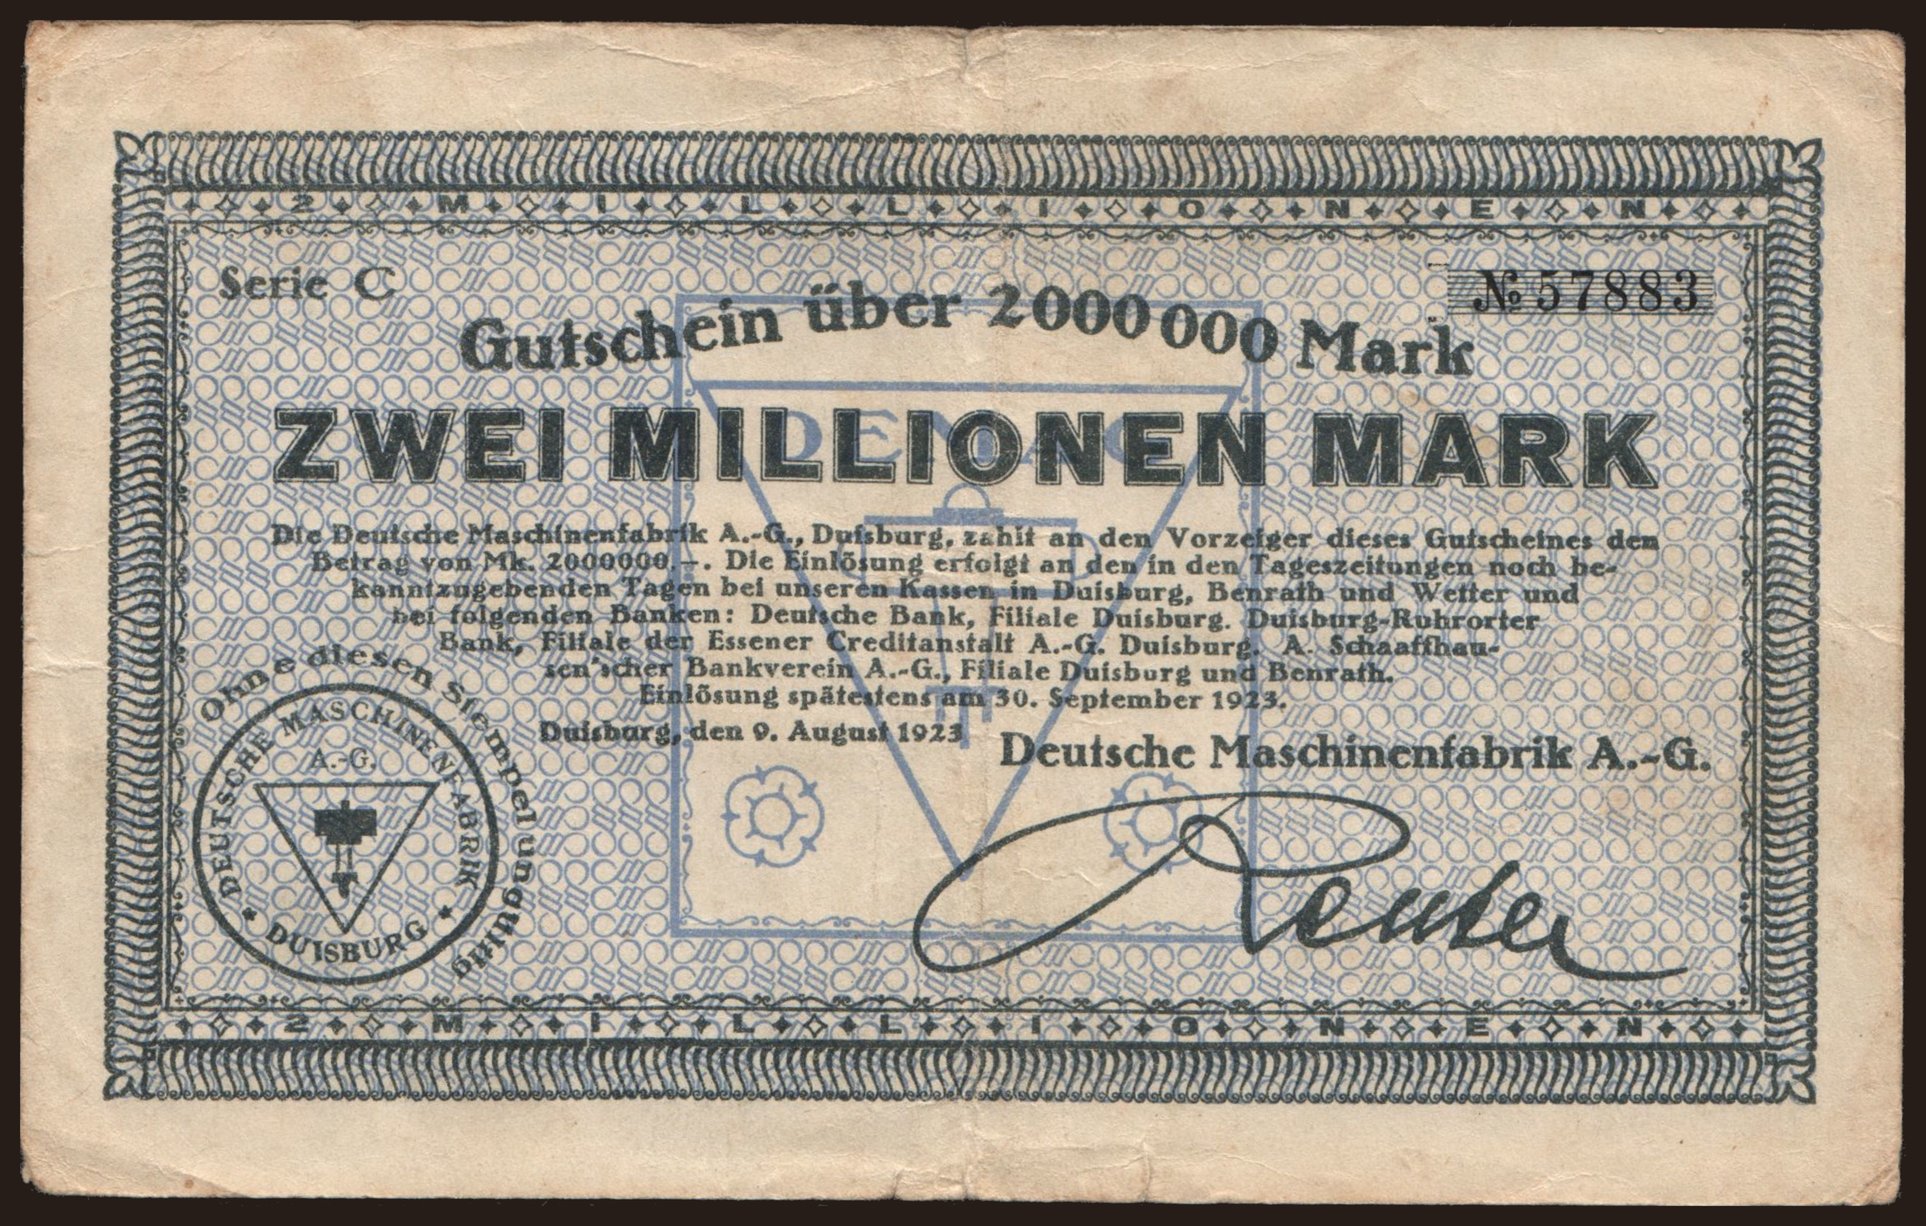 2 MILLIONEN
Serie C
№ 57883
Gutschein über 2000000 Mark
DEMAG
ZWEI MILLIONEN MARK
Die Deutsche Maschinenfabrik A.-G., Duisburg, zahlt an den Vorzeiger dieses Gutscheines den
Betrag von Mk. 2000000.—. Die Einlösung erfolgt an den in den Tageszeitungen noch be-
kanntzugebenden Tagen bei unseren Kassen in Duisburg, Benrath und Wetter und
bei folgenden Banken: Deutsche Bank, Filiale Duisburg. Duisburg-Ruhrorter
Bank, Filiale der Essener Creditanstalt A.-G. Duisburg. A. Schaaffhau-
sen'scher Bankverein A.-G., Filiale Duisburg und Benrath.
Einlösung spätestens am 30. September 1923.
Duisburg, den 9. August 1923
Deutsche Maschinenfabrik A.-G.
Reuter
Ohne diesen Stempel ungültig
DEUTSCHE MASCHINENFABRIK
A.-G.
* DUISBURG *
2 MILLIONEN